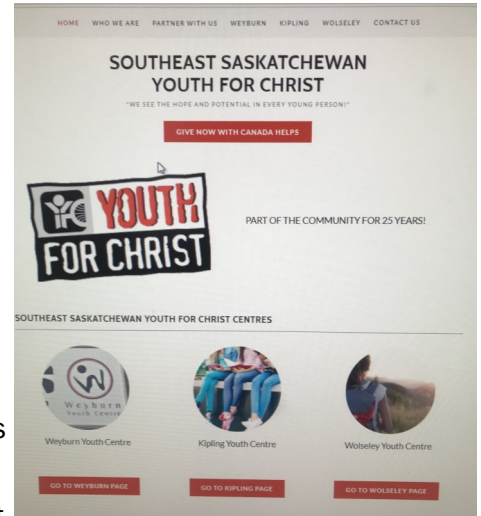 HOME WHO WE ARE PARTNER WITH US WEYBURN KIPLING WOLSELEY CONTACT US
SOUTHEAST SASKATCHEWAN
YOUTH FOR CHRIST
"WE SEE THE HOPE AND POTENTIAL IN EVERY YOUNG PERSON!"
GIVE NOW WITH CANADA HELPS
YOUTH
FOR CHRIST
PART OF THE COMMUNITY FOR 25 YEARS!
SOUTHEAST SASKATCHEWAN YOUTH FOR CHRIST CENTRES
Weyburn
Youth Centre
Weyburn Youth Centre Kipling Youth Centre Wolseley Youth Centre
GO TO WEYBURN PAGE GO TO KIPLING PAGE GO TO WOLSELEY PAGE